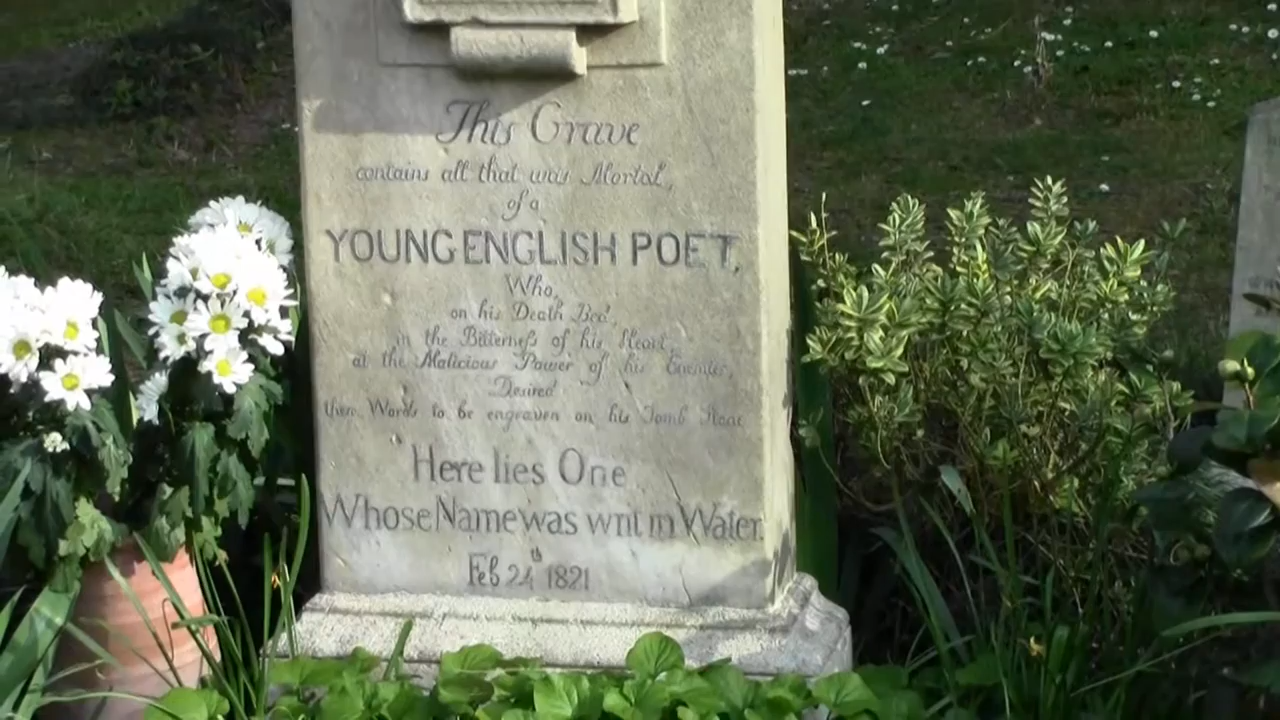 This Grave
contains all that was Mortal,
of a
YOUNG ENGLISH POET,
Who,
on his Death Bed,
in the Bitterneſs of his Heart,
at the Malicious Power of his Enemies,
Desired
these Words to be engraven on his Tomb Stone
Here lies One
Whose Name was writ in Water.
Feb 24th 1821